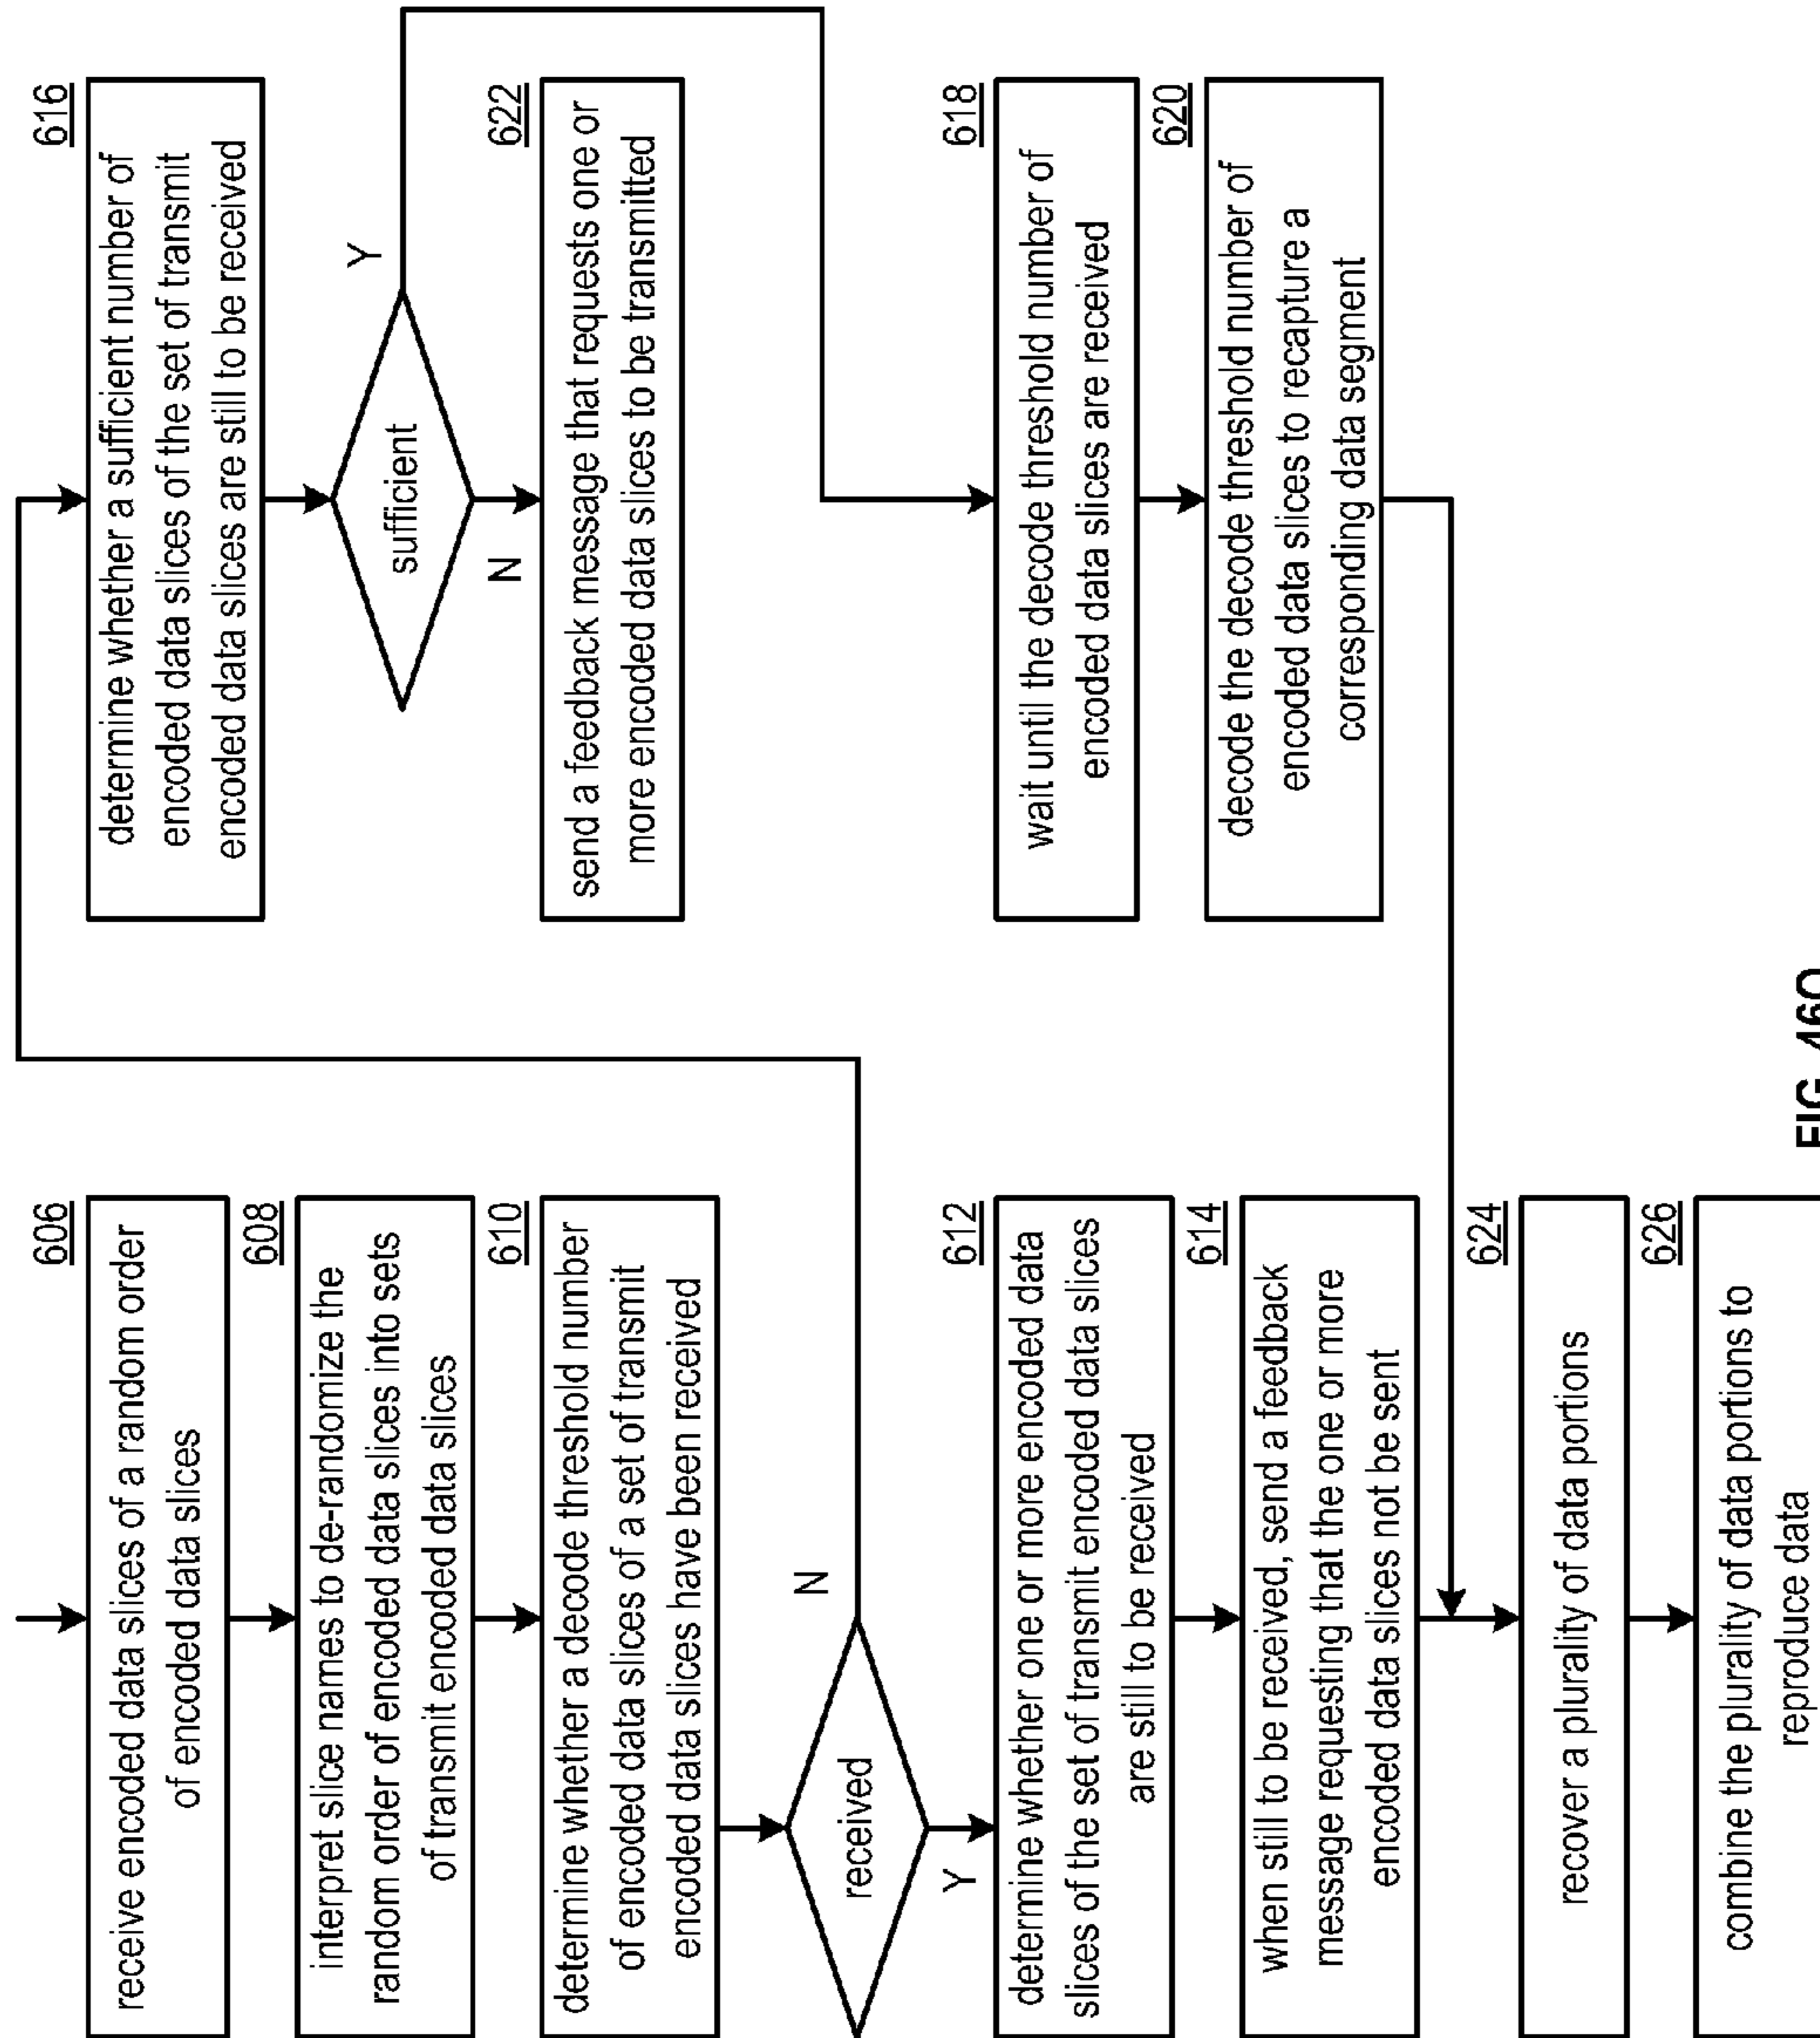 606
receive encoded data slices of a random order
of encoded data slices
608
interpret slice names to de-randomize the
random order of encoded data slices into sets
of transmit encoded data slices
610
determine whether a decode threshold number
of encoded data slices of a set of transmit
encoded data slices have been received
received
N
Y
612
determine whether one or more encoded data
slices of the set of transmit encoded data slices
are still to be received
614
when still to be received, send a feedback
message requesting that the one or more
encoded data slices not be sent
624
recover a plurality of data portions
626
combine the plurality of data portions to
reproduce data
616
determine whether a sufficient number of
encoded data slices of the set of transmit
encoded data slices are still to be received
sufficient
Y
N
622
send a feedback message that requests one or
more encoded data slices to be transmitted
618
wait until the decode threshold number of
encoded data slices are received
620
decode the decode threshold number of
encoded data slices to recapture a
corresponding data segment
FIG. 46O